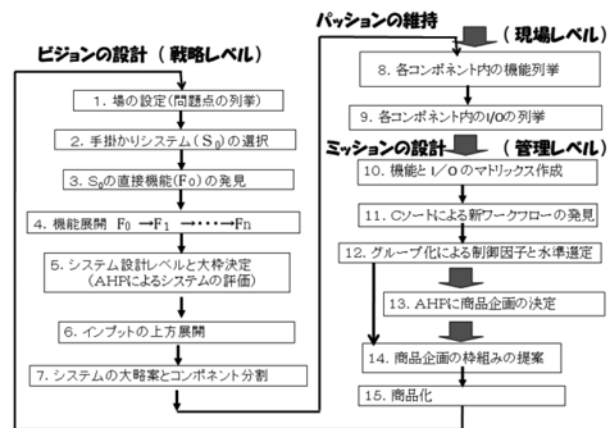 ビジョンの設計 （ 戦略レベル）
1. 場の設定(問題点の列挙)
2. 手掛かりシステム(S0)の選択
3. S0の直接機能(F0)の発見
4. 機能展開 F0 →F1 →‥‥→Fn
5. システム設計レベルと大枠決定
(AHPによるシステムの評価)
6. インプットの上方展開
7. システムの大略案とコンポーネント分割
パッションの維持
（ 現場レベル）
8. 各コンポーネント内の機能列挙
9. 各コンポーネント内のI/Oの列挙
ミッションの設計 （ 管理レベル）
10. 機能と I／O のマトリックス作成
11. Cソートによる新ワークフローの発見
12. グループ化による制御因子と水準選定
13. AHPに商品企画の決定
14. 商品企画の枠組みの提案
15. 商品化